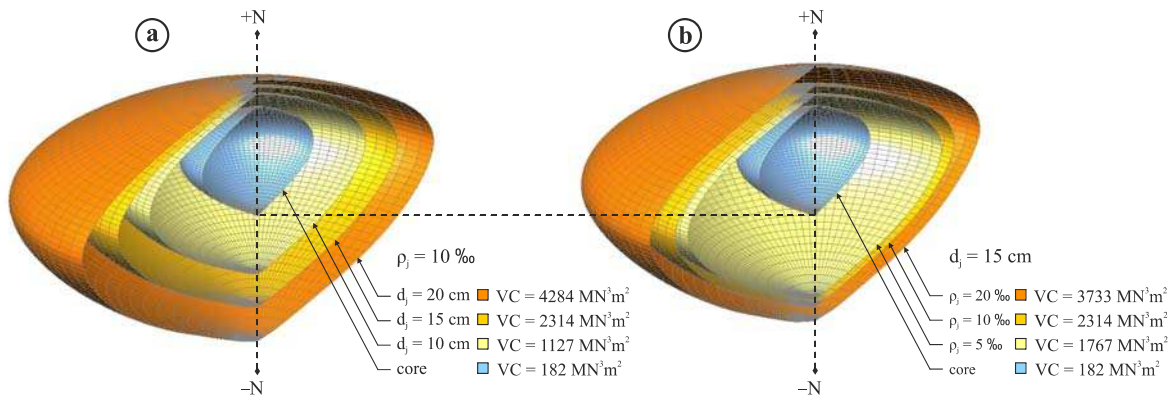 +N
a
ρj = 10 ‰
dj = 20 cm VC = 4284 MN³m²
dj = 15 cm VC = 2314 MN³m²
dj = 10 cm VC = 1127 MN³m²
core VC = 182 MN³m²
–N
+N
b
dj = 15 cm
ρj = 20 ‰ VC = 3733 MN³m²
ρj = 10 ‰ VC = 2314 MN³m²
ρj = 5 ‰ VC = 1767 MN³m²
core VC = 182 MN³m²
–N